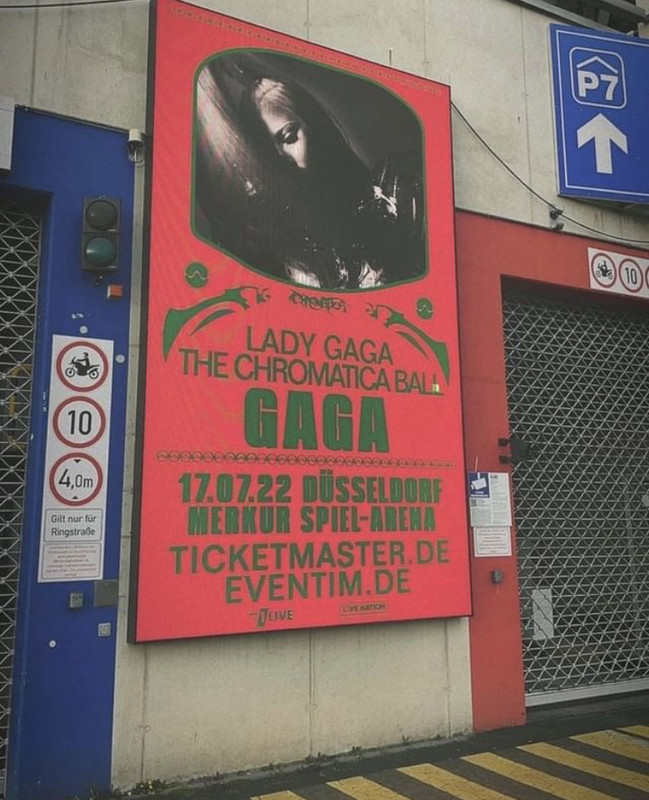 P7
LADY GAGA
THE CHROMATICA BALL
GAGA
17.07.22 DÜSSELDORF
MERKUR SPIEL-ARENA
TICKETMASTER.DE
EVENTIM.DE
1LIVE
LIVE NATION
10
4,0m
Gilt nur für
Ringstraße
10